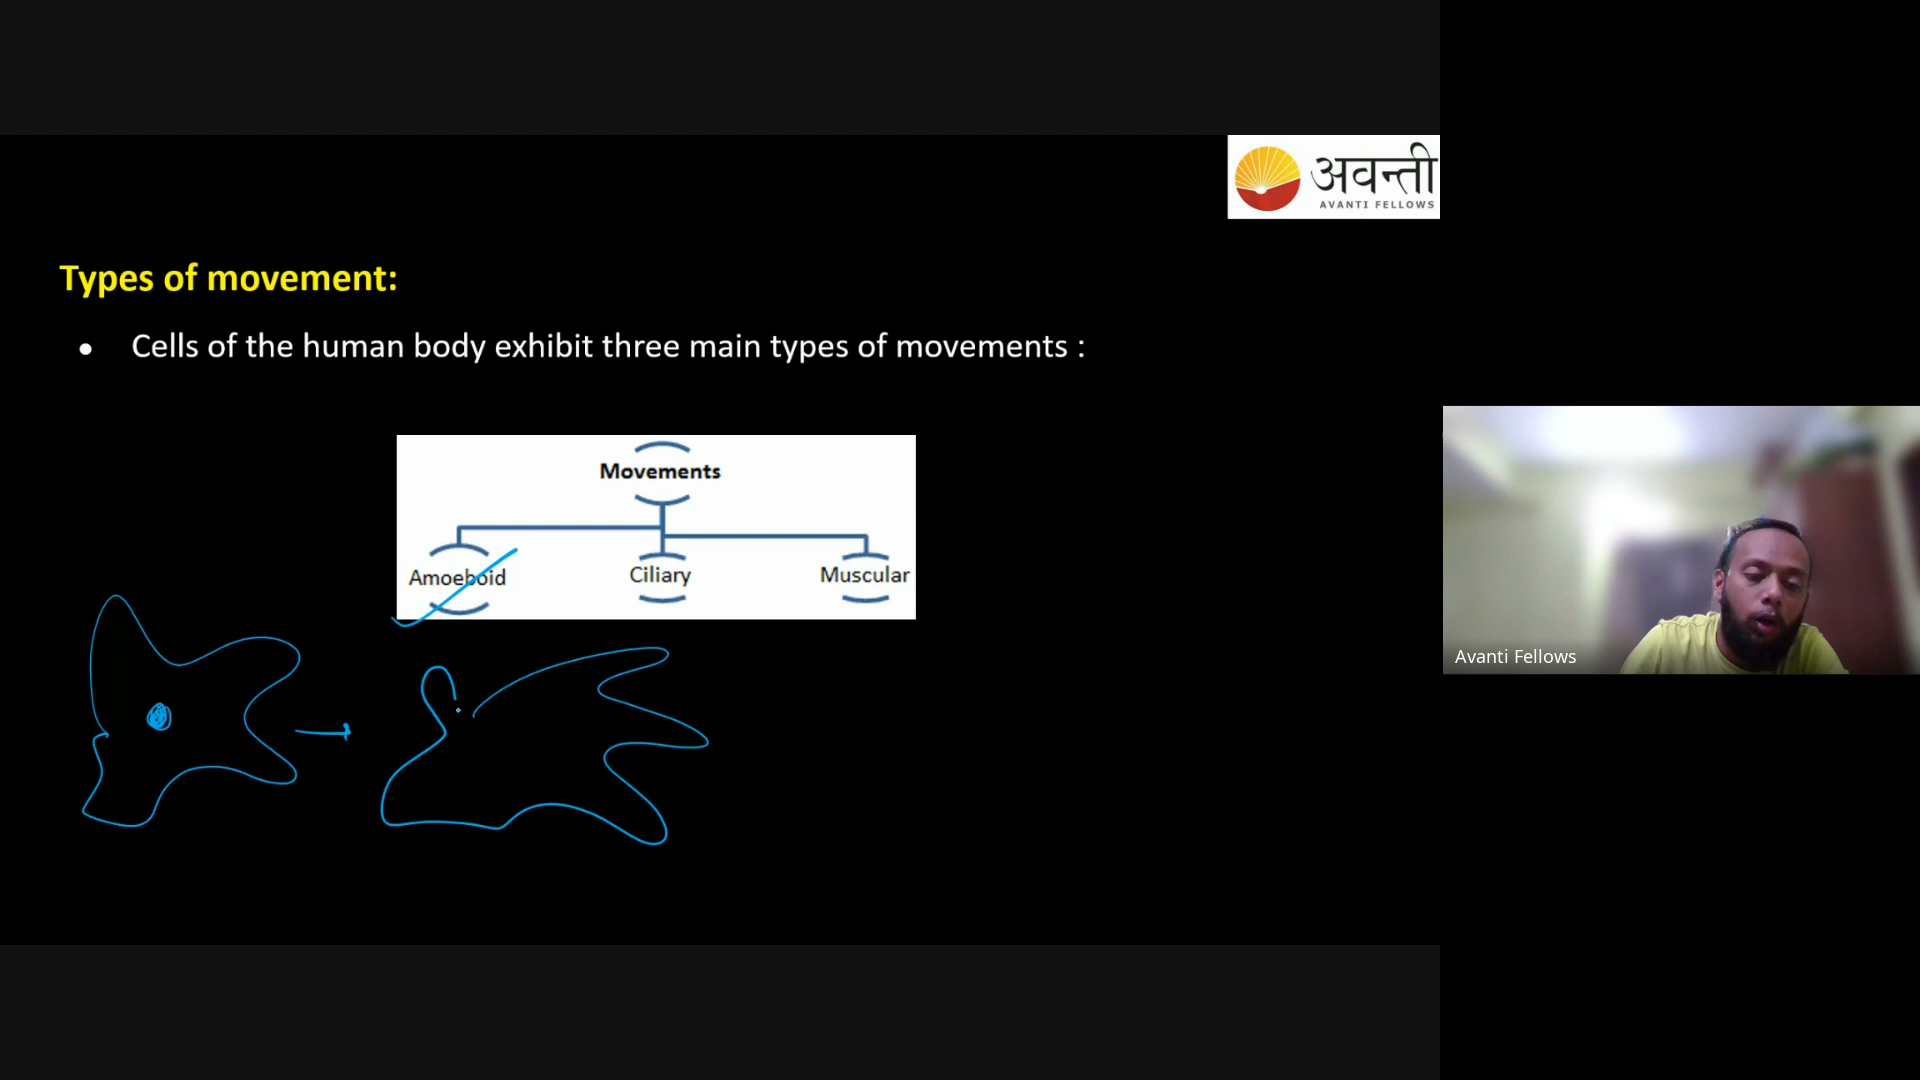 अवन्ती
AVANTI FELLOWS
Types of movement:
● Cells of the human body exhibit three main types of movements :
Movements
Amoeboid Ciliary Muscular
Avanti Fellows